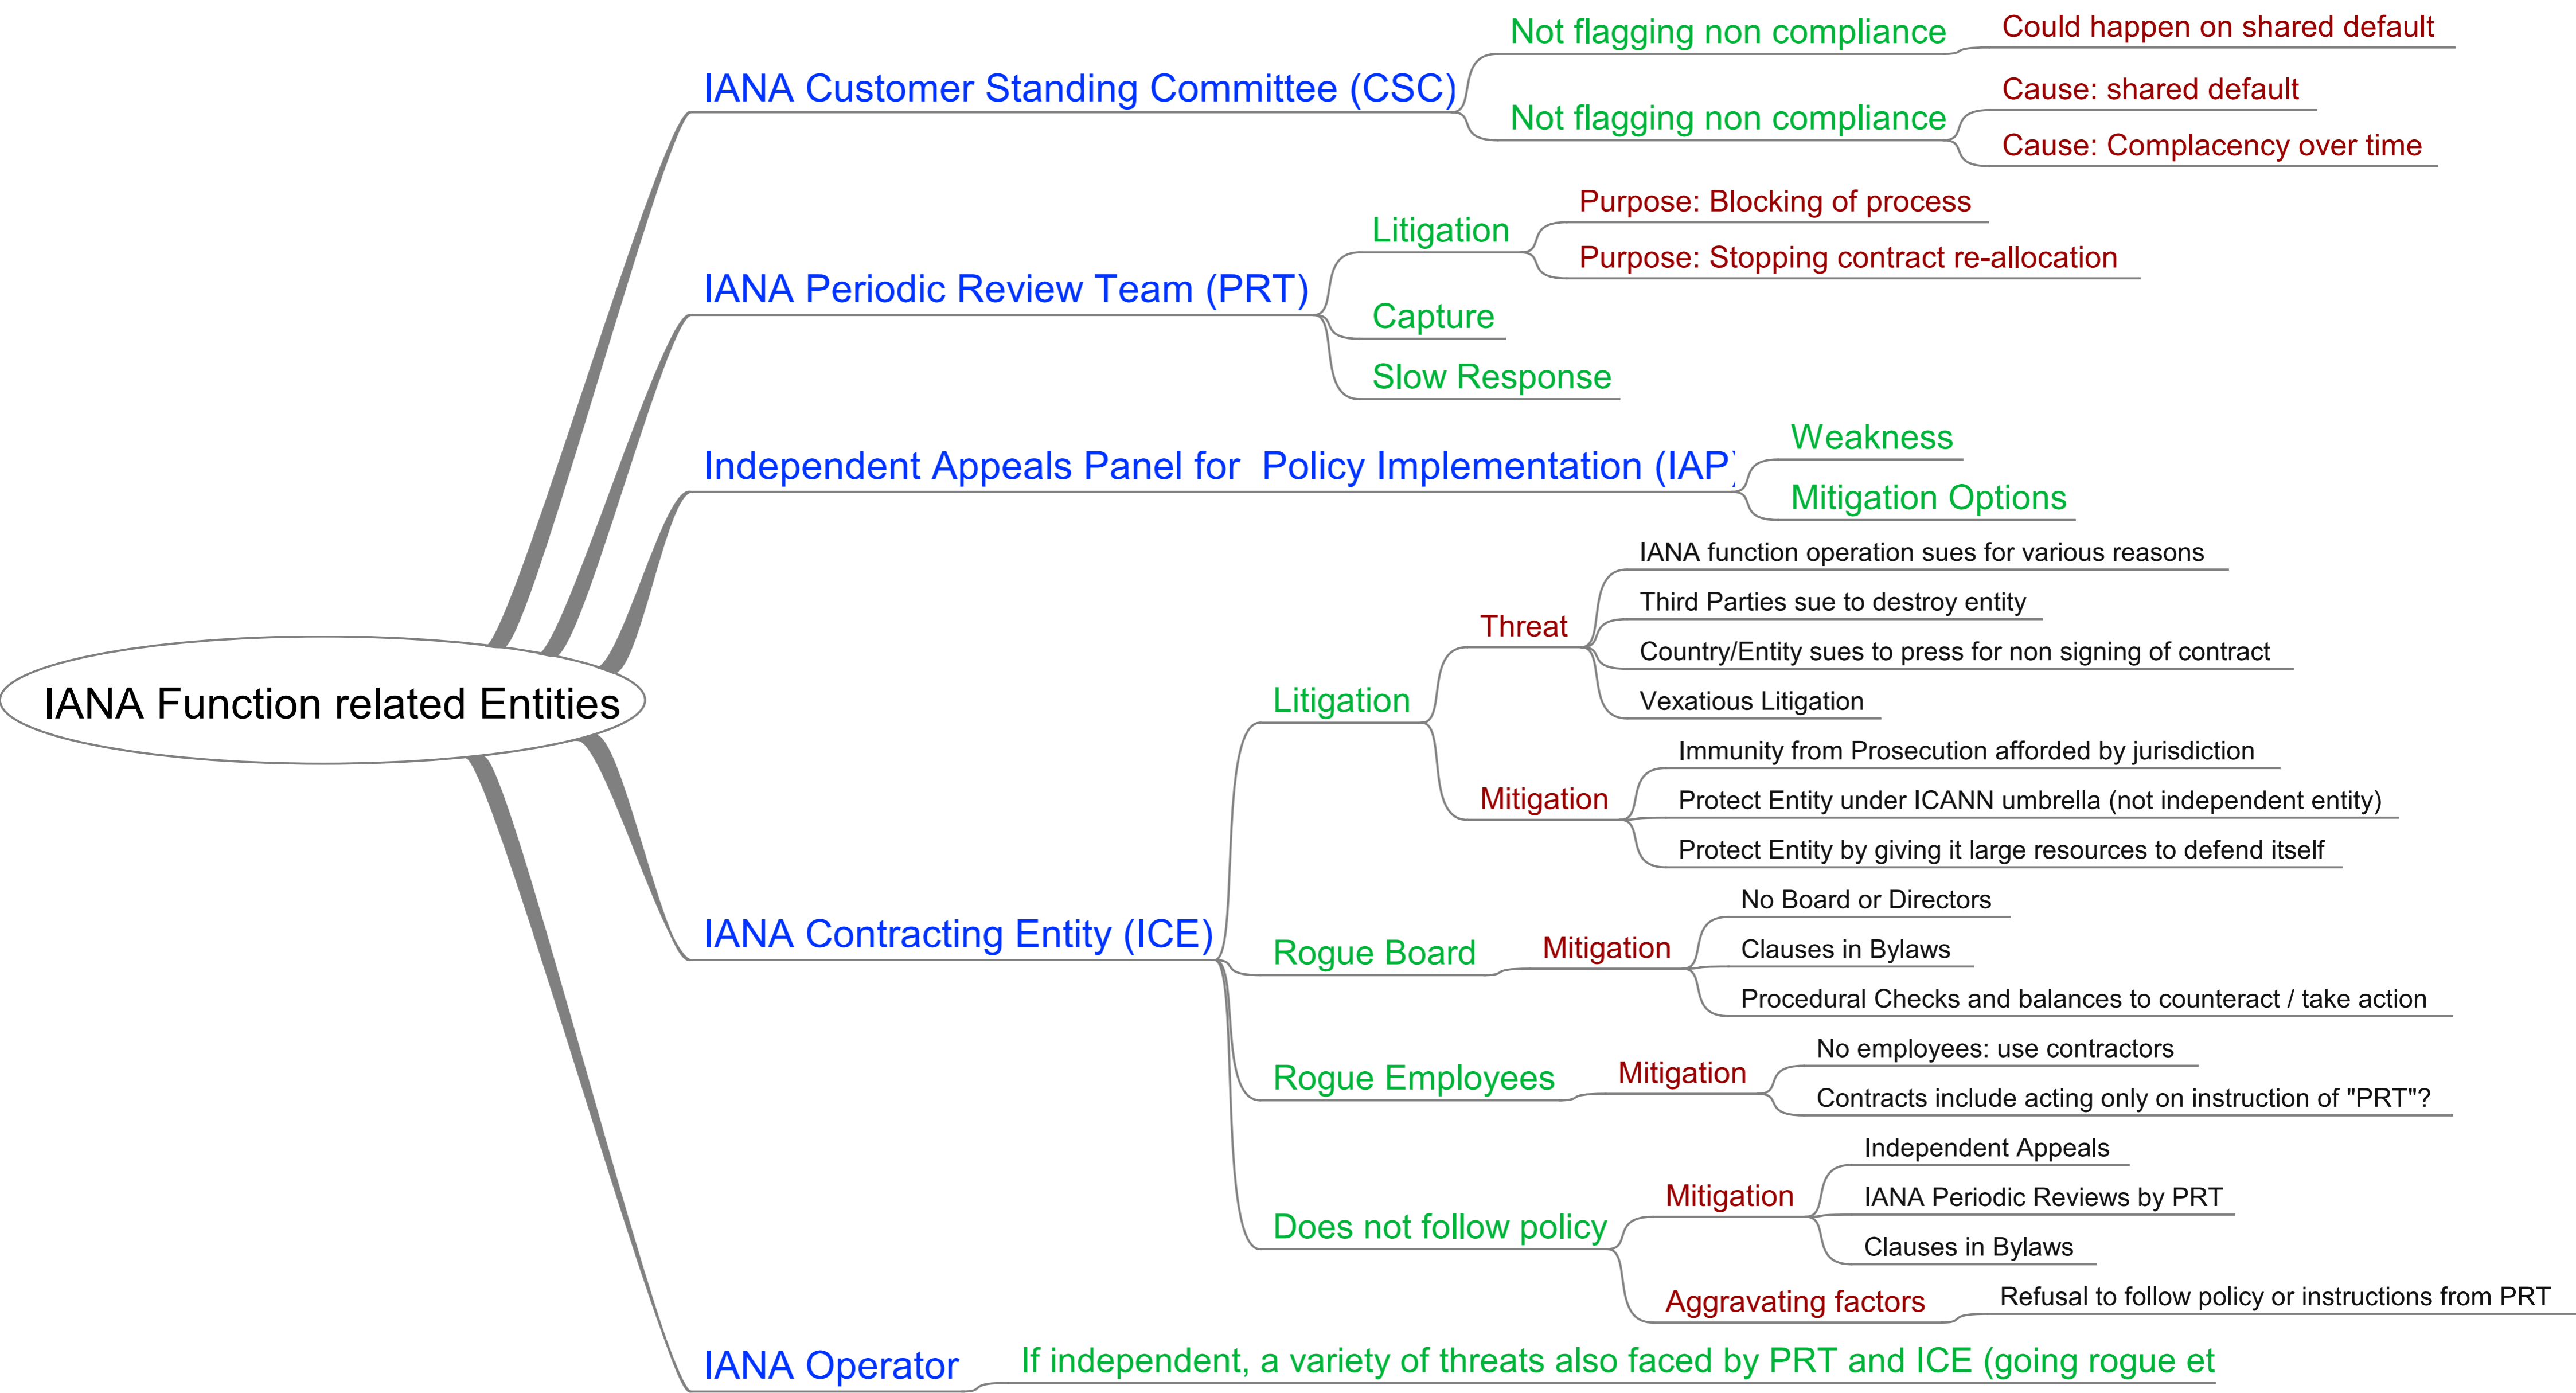 IANA Function related Entities
IANA Customer Standing Committee (CSC)
Not flagging non compliance
Could happen on shared default
Not flagging non compliance
Cause: shared default
Cause: Complacency over time
IANA Periodic Review Team (PRT)
Litigation
Purpose: Blocking of process
Purpose: Stopping contract re-allocation
Capture
Slow Response
Independent Appeals Panel for  Policy Implementation (IAP)
Weakness
Mitigation Options
IANA Contracting Entity (ICE)
Litigation
Threat
IANA function operation sues for various reasons
Third Parties sue to destroy entity
Country/Entity sues to press for non signing of contract
Vexatious Litigation
Mitigation
Immunity from Prosecution afforded by jurisdiction
Protect Entity under ICANN umbrella (not independent entity)
Protect Entity by giving it large resources to defend itself
Rogue Board
Mitigation
No Board or Directors
Clauses in Bylaws
Procedural Checks and balances to counteract / take action
Rogue Employees
Mitigation
No employees: use contractors
Contracts include acting only on instruction of "PRT"?
Does not follow policy
Mitigation
Independent Appeals
IANA Periodic Reviews by PRT
Clauses in Bylaws
Aggravating factors
Refusal to follow policy or instructions from PRT
IANA Operator
If independent, a variety of threats also faced by PRT and ICE (going rogue et